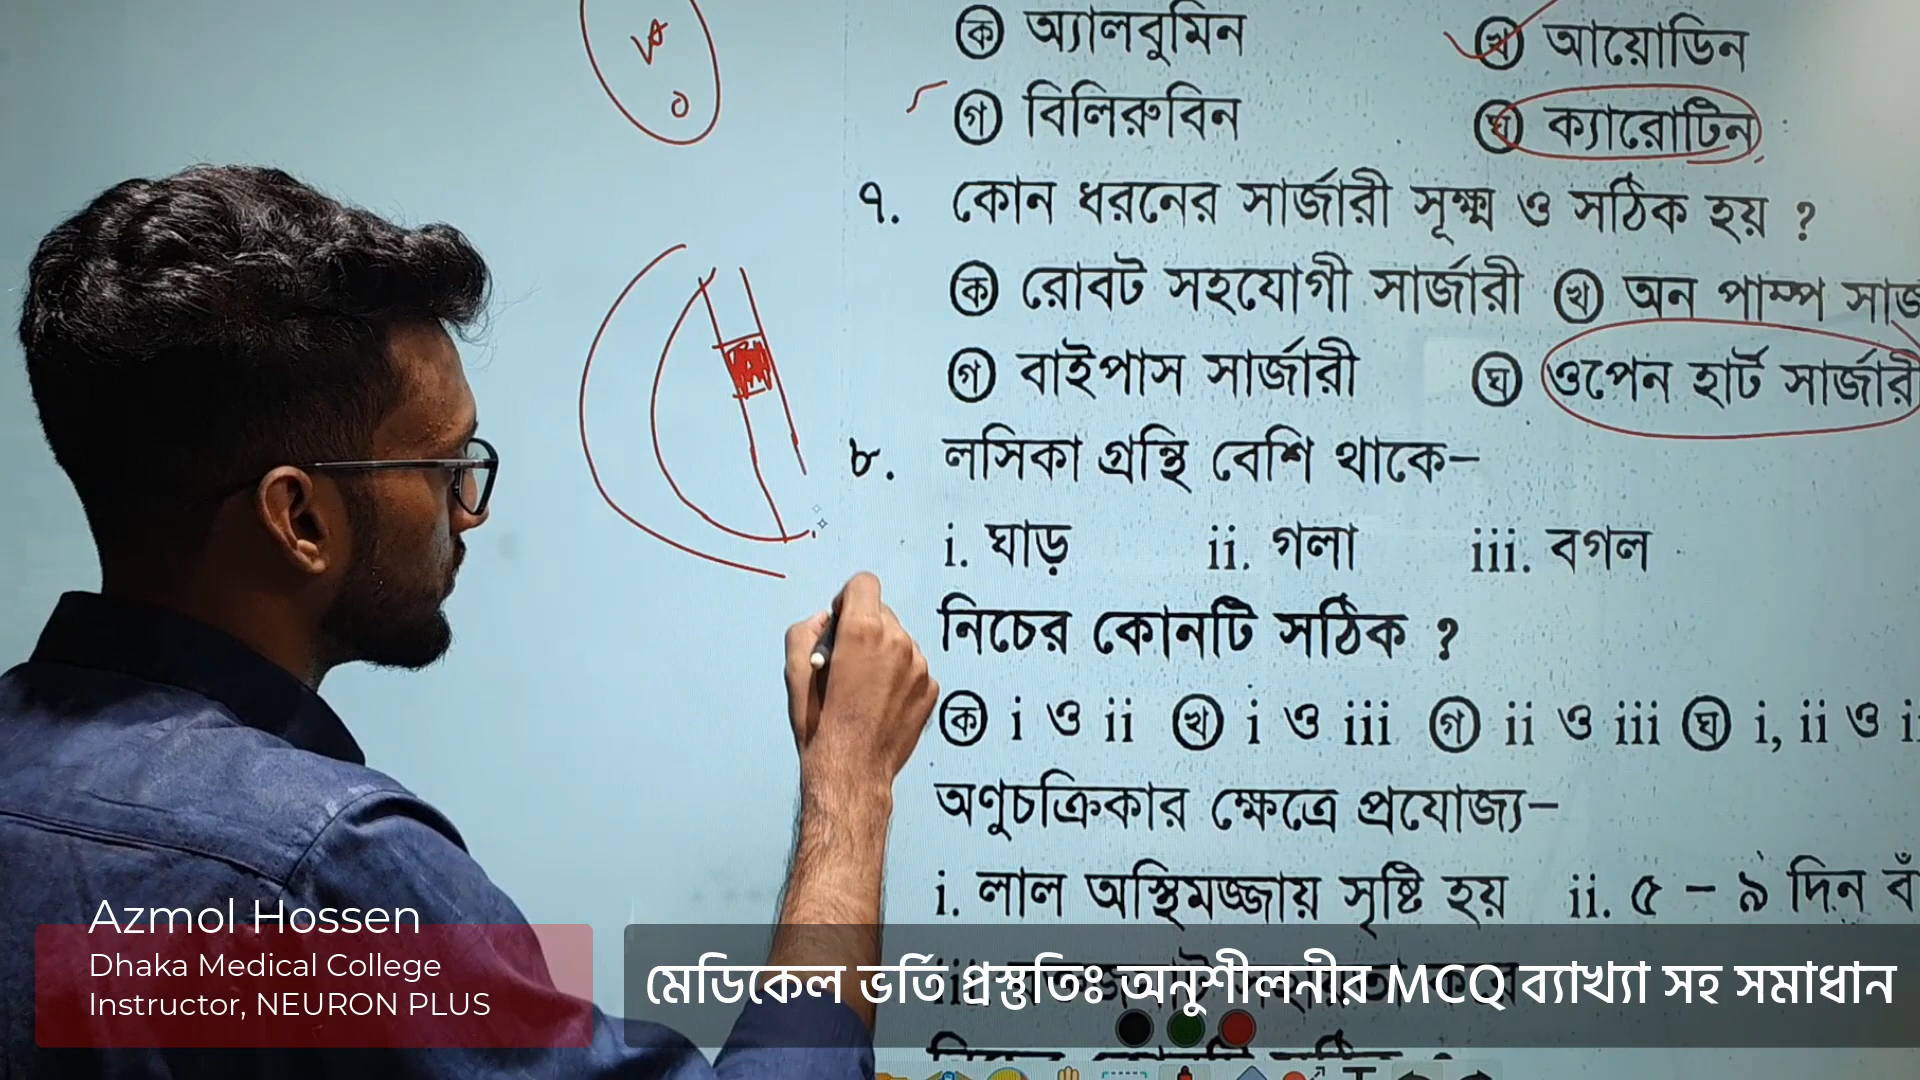 ক অ্যালবুমিন খ আয়োডিন
গ বিলিরুবিন ঘ ক্যারোটিন
৭. কোন ধরনের সার্জারী সূক্ষ্ম ও সঠিক হয় ?
ক রোবট সহযোগী সার্জারী খ অন পাম্প
গ বাইপাস সার্জারী ঘ ওপেন হার্ট সার্জারী
৮. লসিকা গ্রন্থি বেশি থাকে–
i. ঘাড় ii. গলা iii. বগল
নিচের কোনটি সঠিক ?
ক i ও ii খ i ও iii গ ii ও iii ঘ i, ii ও
অণুচক্রিকার ক্ষেত্রে প্রযোজ্য–
i. লাল অস্থিমজ্জায় সৃষ্টি হয় ii. ৫ – ৯ দিন
Azmol Hossen
Dhaka Medical College
Instructor, NEURON PLUS
মেডিকেল ভর্তি প্রস্তুতিঃ অনুশীলনীর MCQ ব্যাখ্যা সহ সমাধান